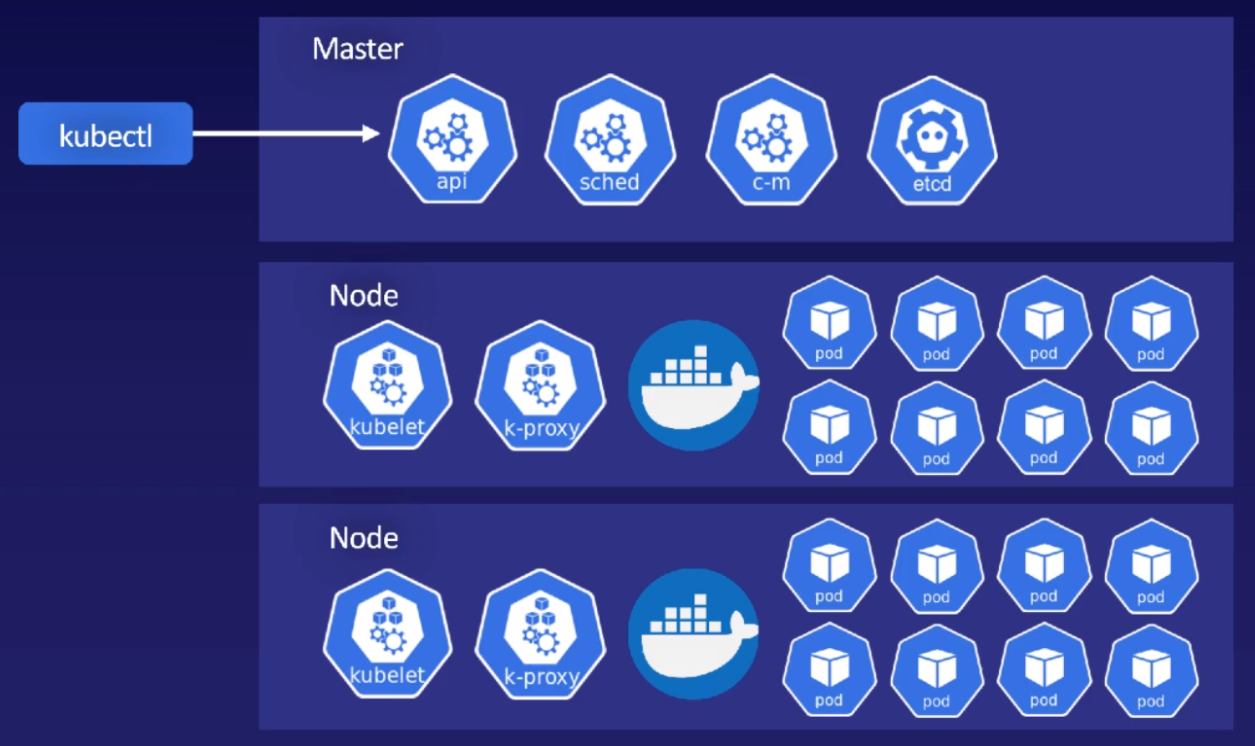 Master
kubectl
api
sched
c-m
etcd
Node
kubelet
k-proxy
pod
pod
pod
pod
pod
pod
pod
pod
Node
kubelet
k-proxy
pod
pod
pod
pod
pod
pod
pod
pod